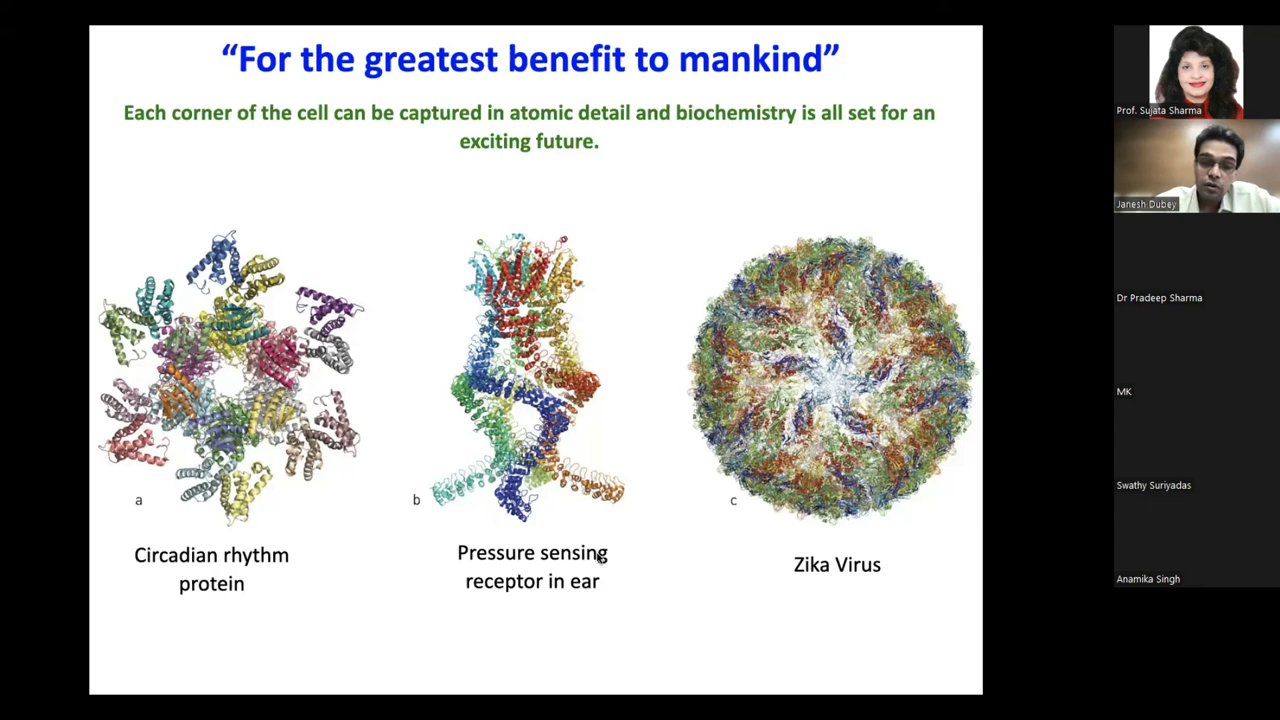 “For the greatest benefit to mankind”
Each corner of the cell can be captured in atomic detail and biochemistry is all set for an
exciting future.
a
b
c
Circadian rhythm
protein
Pressure sensing
receptor in ear
Zika Virus
Prof. Sujata Sharma
Janesh Dubey
Dr Pradeep Sharma
MK
Swathy Suriyadas
Anamika Singh